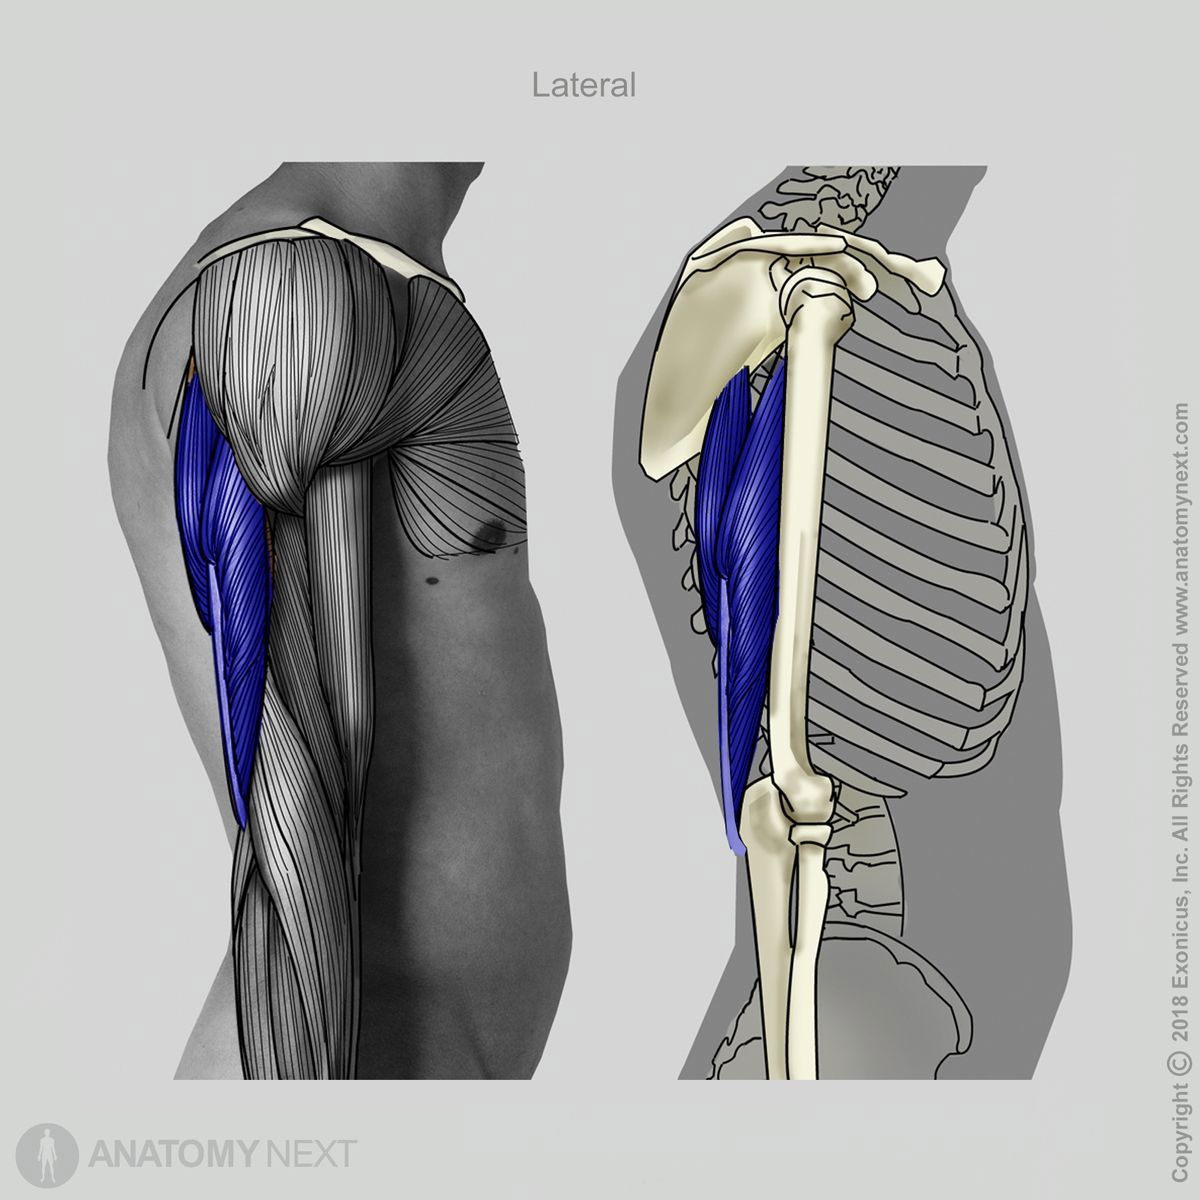 Lateral
Copyright © 2018 Exonicus, Inc. All Rights Reserved www.anatomynext.com
ANATOMY NEXT